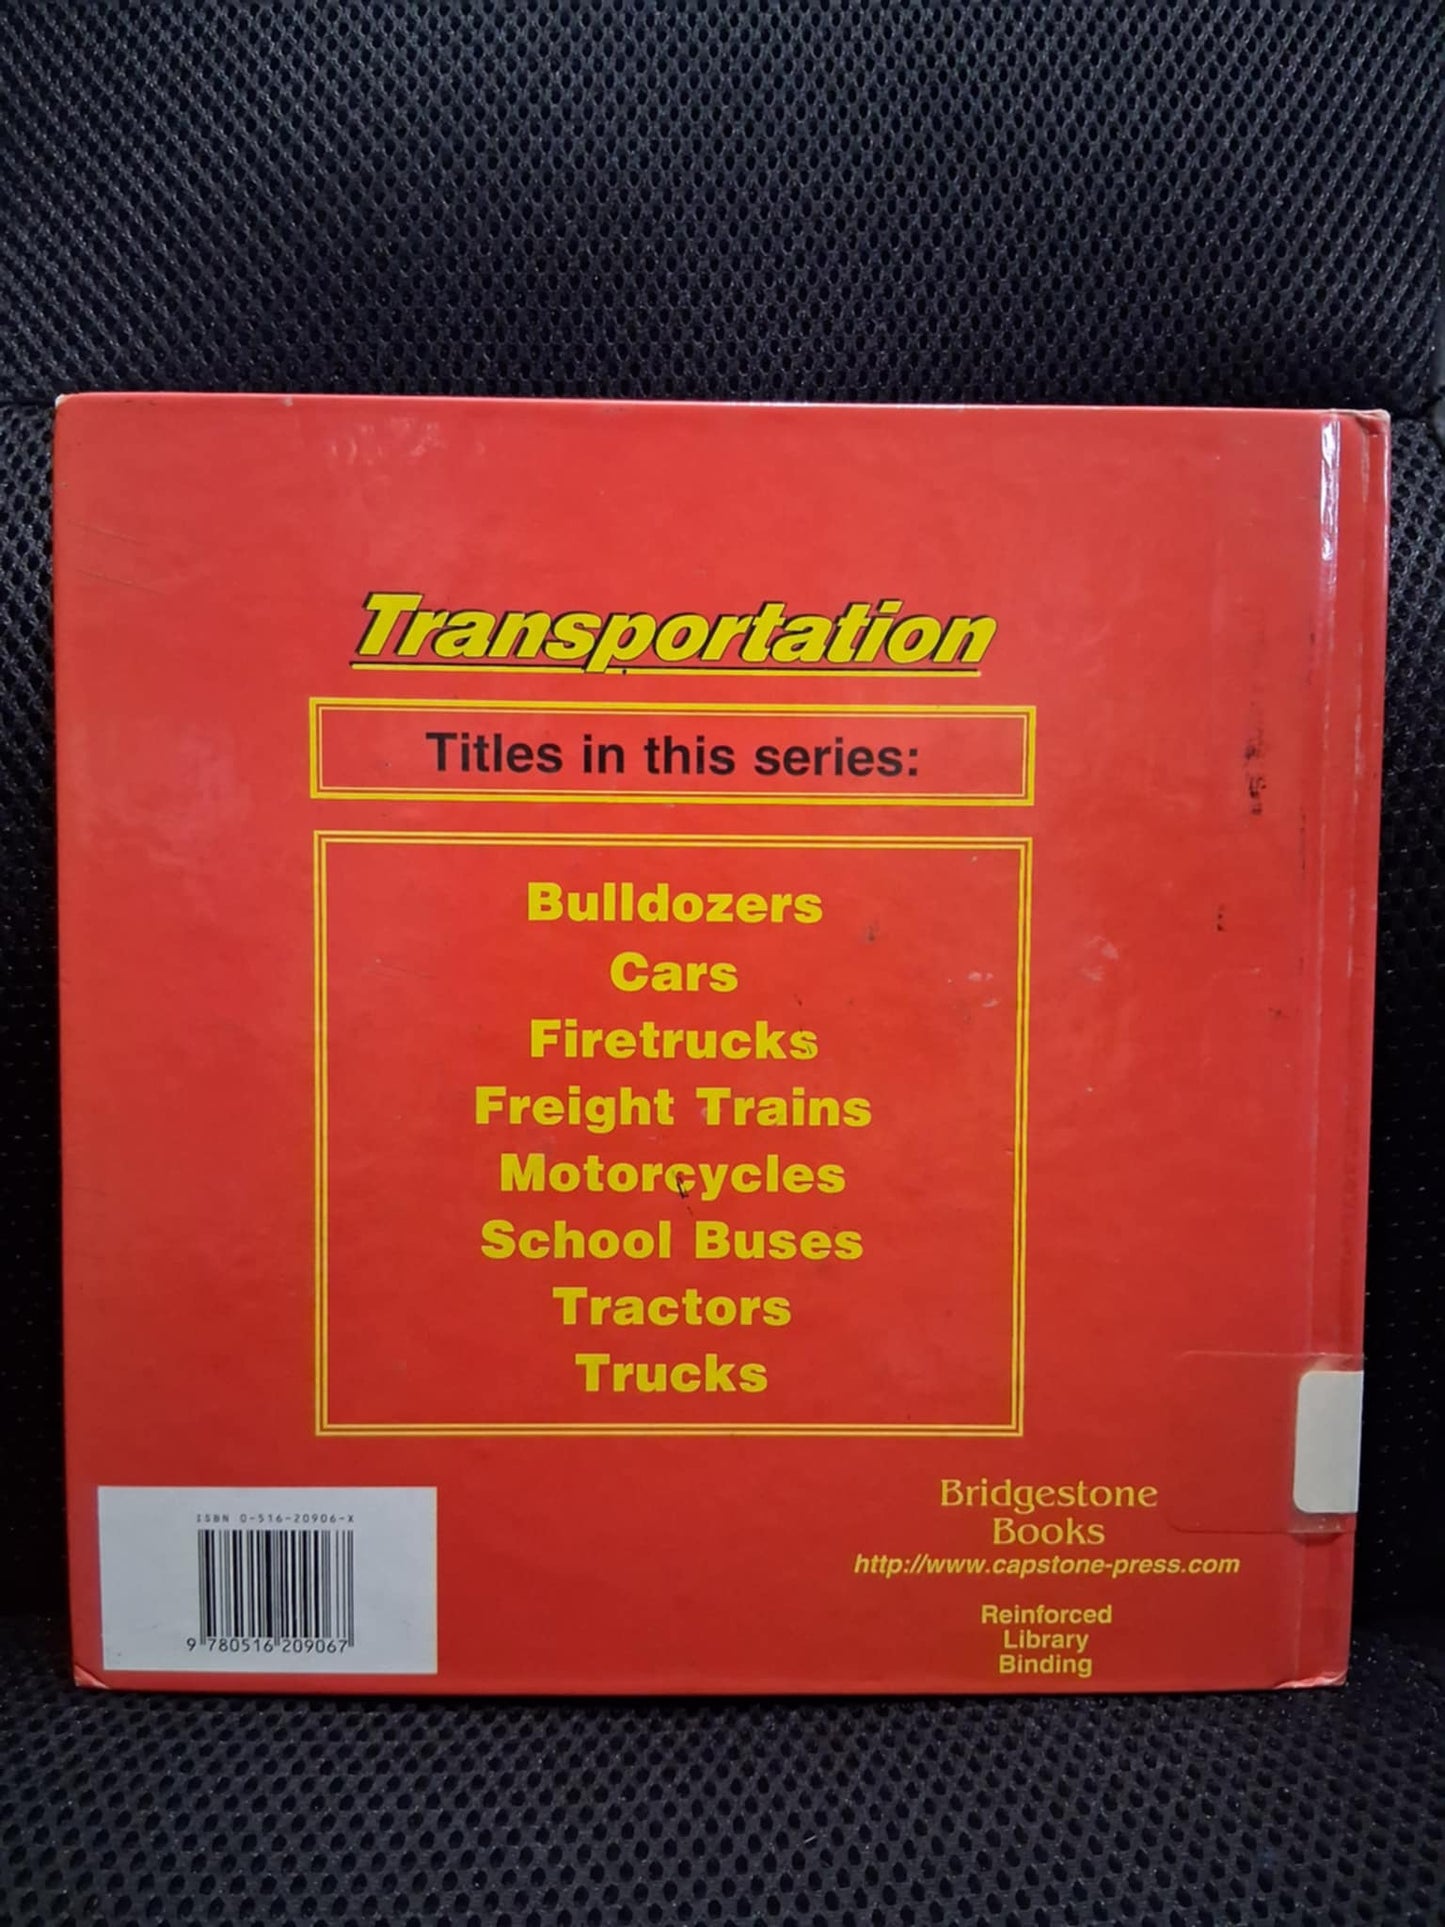 Transportation
Titles in this series:
Bulldozers
Cars
Firetrucks
Freight Trains
Motorcycles
School Buses
Tractors
Trucks
ISBN 0-516-20906-X
9 780516 209067
Bridgestone
Books
http://www.capstone-press.com
Reinforced
Library
Binding